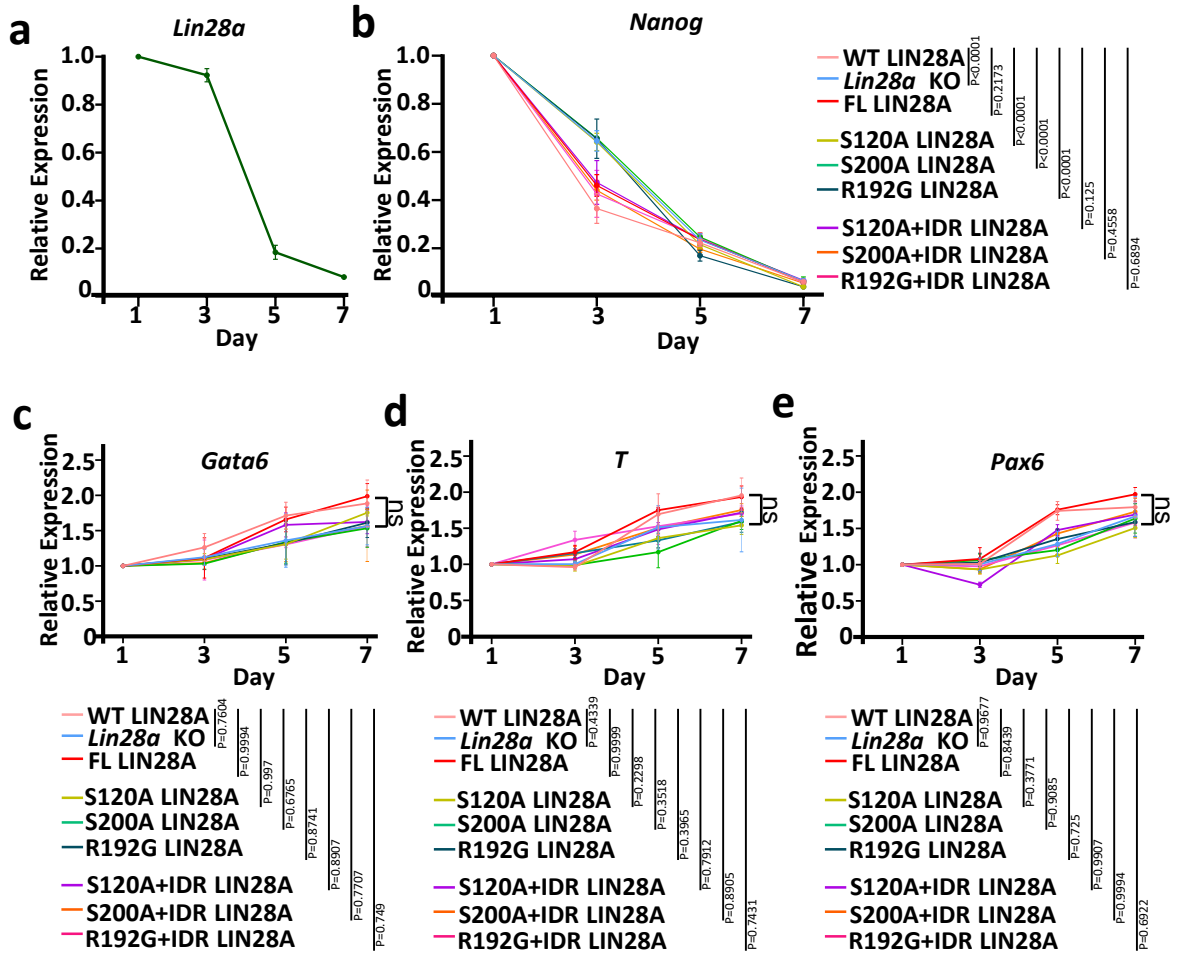 a
Lin28a
Relative Expression
1.0
0.8
0.6
0.4
0.2
0
1 3 5 7
Day
b
Nanog
Relative Expression
1.0
0.8
0.6
0.4
0.2
0
1 3 5 7
Day
WT LIN28A
Lin28a KO
FL LIN28A
S120A LIN28A
S200A LIN28A
R192G LIN28A
S120A+IDR LIN28A
S200A+IDR LIN28A
R192G+IDR LIN28A
P<0.0001
P=0.2173
P<0.0001
P<0.0001
P<0.0001
P=0.125
P=0.4558
P=0.6894
c
Gata6
Relative Expression
2.5
2.0
1.5
1.0
0.5
0
1 3 5 7
Day
ns
WT LIN28A
Lin28a KO
FL LIN28A
S120A LIN28A
S200A LIN28A
R192G LIN28A
S120A+IDR LIN28A
S200A+IDR LIN28A
R192G+IDR LIN28A
P=0.7604
P=0.9994
P=0.997
P=0.6765
P=0.8741
P=0.8907
P=0.7707
P=0.749
d
T
Relative Expression
2.5
2.0
1.5
1.0
0.5
0
1 3 5 7
Day
ns
WT LIN28A
Lin28a KO
FL LIN28A
S120A LIN28A
S200A LIN28A
R192G LIN28A
S120A+IDR LIN28A
S200A+IDR LIN28A
R192G+IDR LIN28A
P=0.4339
P=0.9999
P=0.2298
P=0.3518
P=0.3965
P=0.7912
P=0.8905
P=0.7431
e
Pax6
Relative Expression
2.5
2.0
1.5
1.0
0.5
0
1 3 5 7
Day
ns
WT LIN28A
Lin28a KO
FL LIN28A
S120A LIN28A
S200A LIN28A
R192G LIN28A
S120A+IDR LIN28A
S200A+IDR LIN28A
R192G+IDR LIN28A
P=0.9677
P=0.8439
P=0.3771
P=0.9085
P=0.725
P=0.9907
P=0.9994
P=0.6922